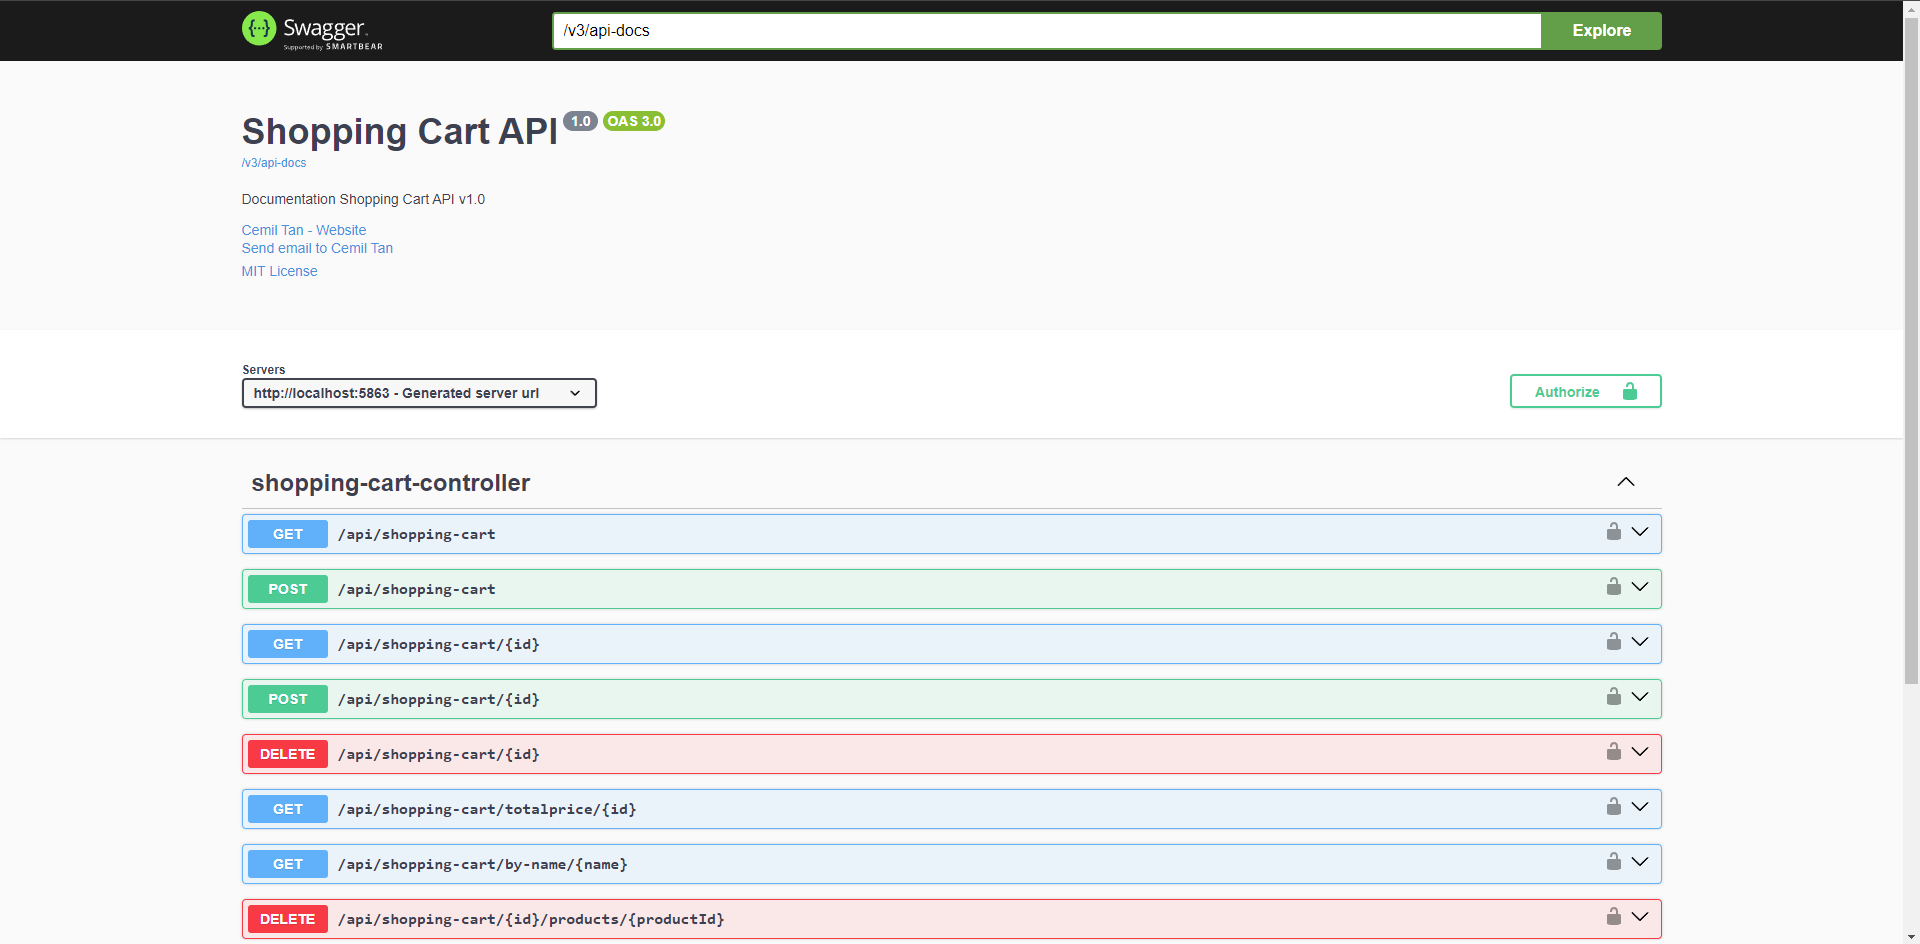 Swagger
Supported by SMARTBEAR
/v3/api-docs
Explore
Shopping Cart API 1.0 OAS 3.0
/v3/api-docs
Documentation Shopping Cart API v1.0
Cemil Tan - Website
Send email to Cemil Tan
MIT License
Servers
http://localhost:5863 - Generated server url
Authorize
shopping-cart-controller
GET /api/shopping-cart
POST /api/shopping-cart
GET /api/shopping-cart/{id}
POST /api/shopping-cart/{id}
DELETE /api/shopping-cart/{id}
GET /api/shopping-cart/totalprice/{id}
GET /api/shopping-cart/by-name/{name}
DELETE /api/shopping-cart/{id}/products/{productId}